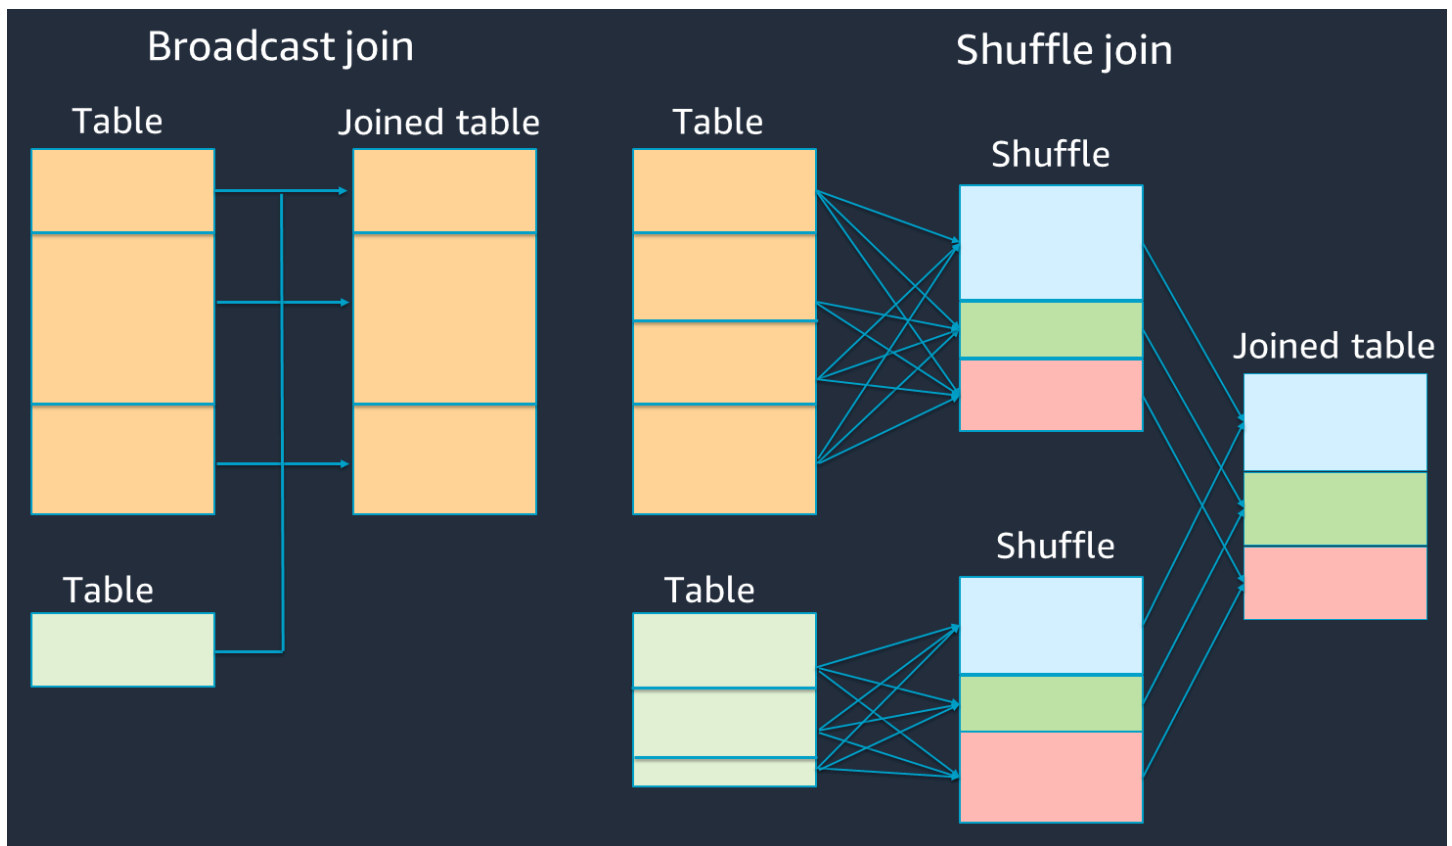 Broadcast join
Table
Joined table
Table
Shuffle join
Table
Shuffle
Joined table
Shuffle
Table